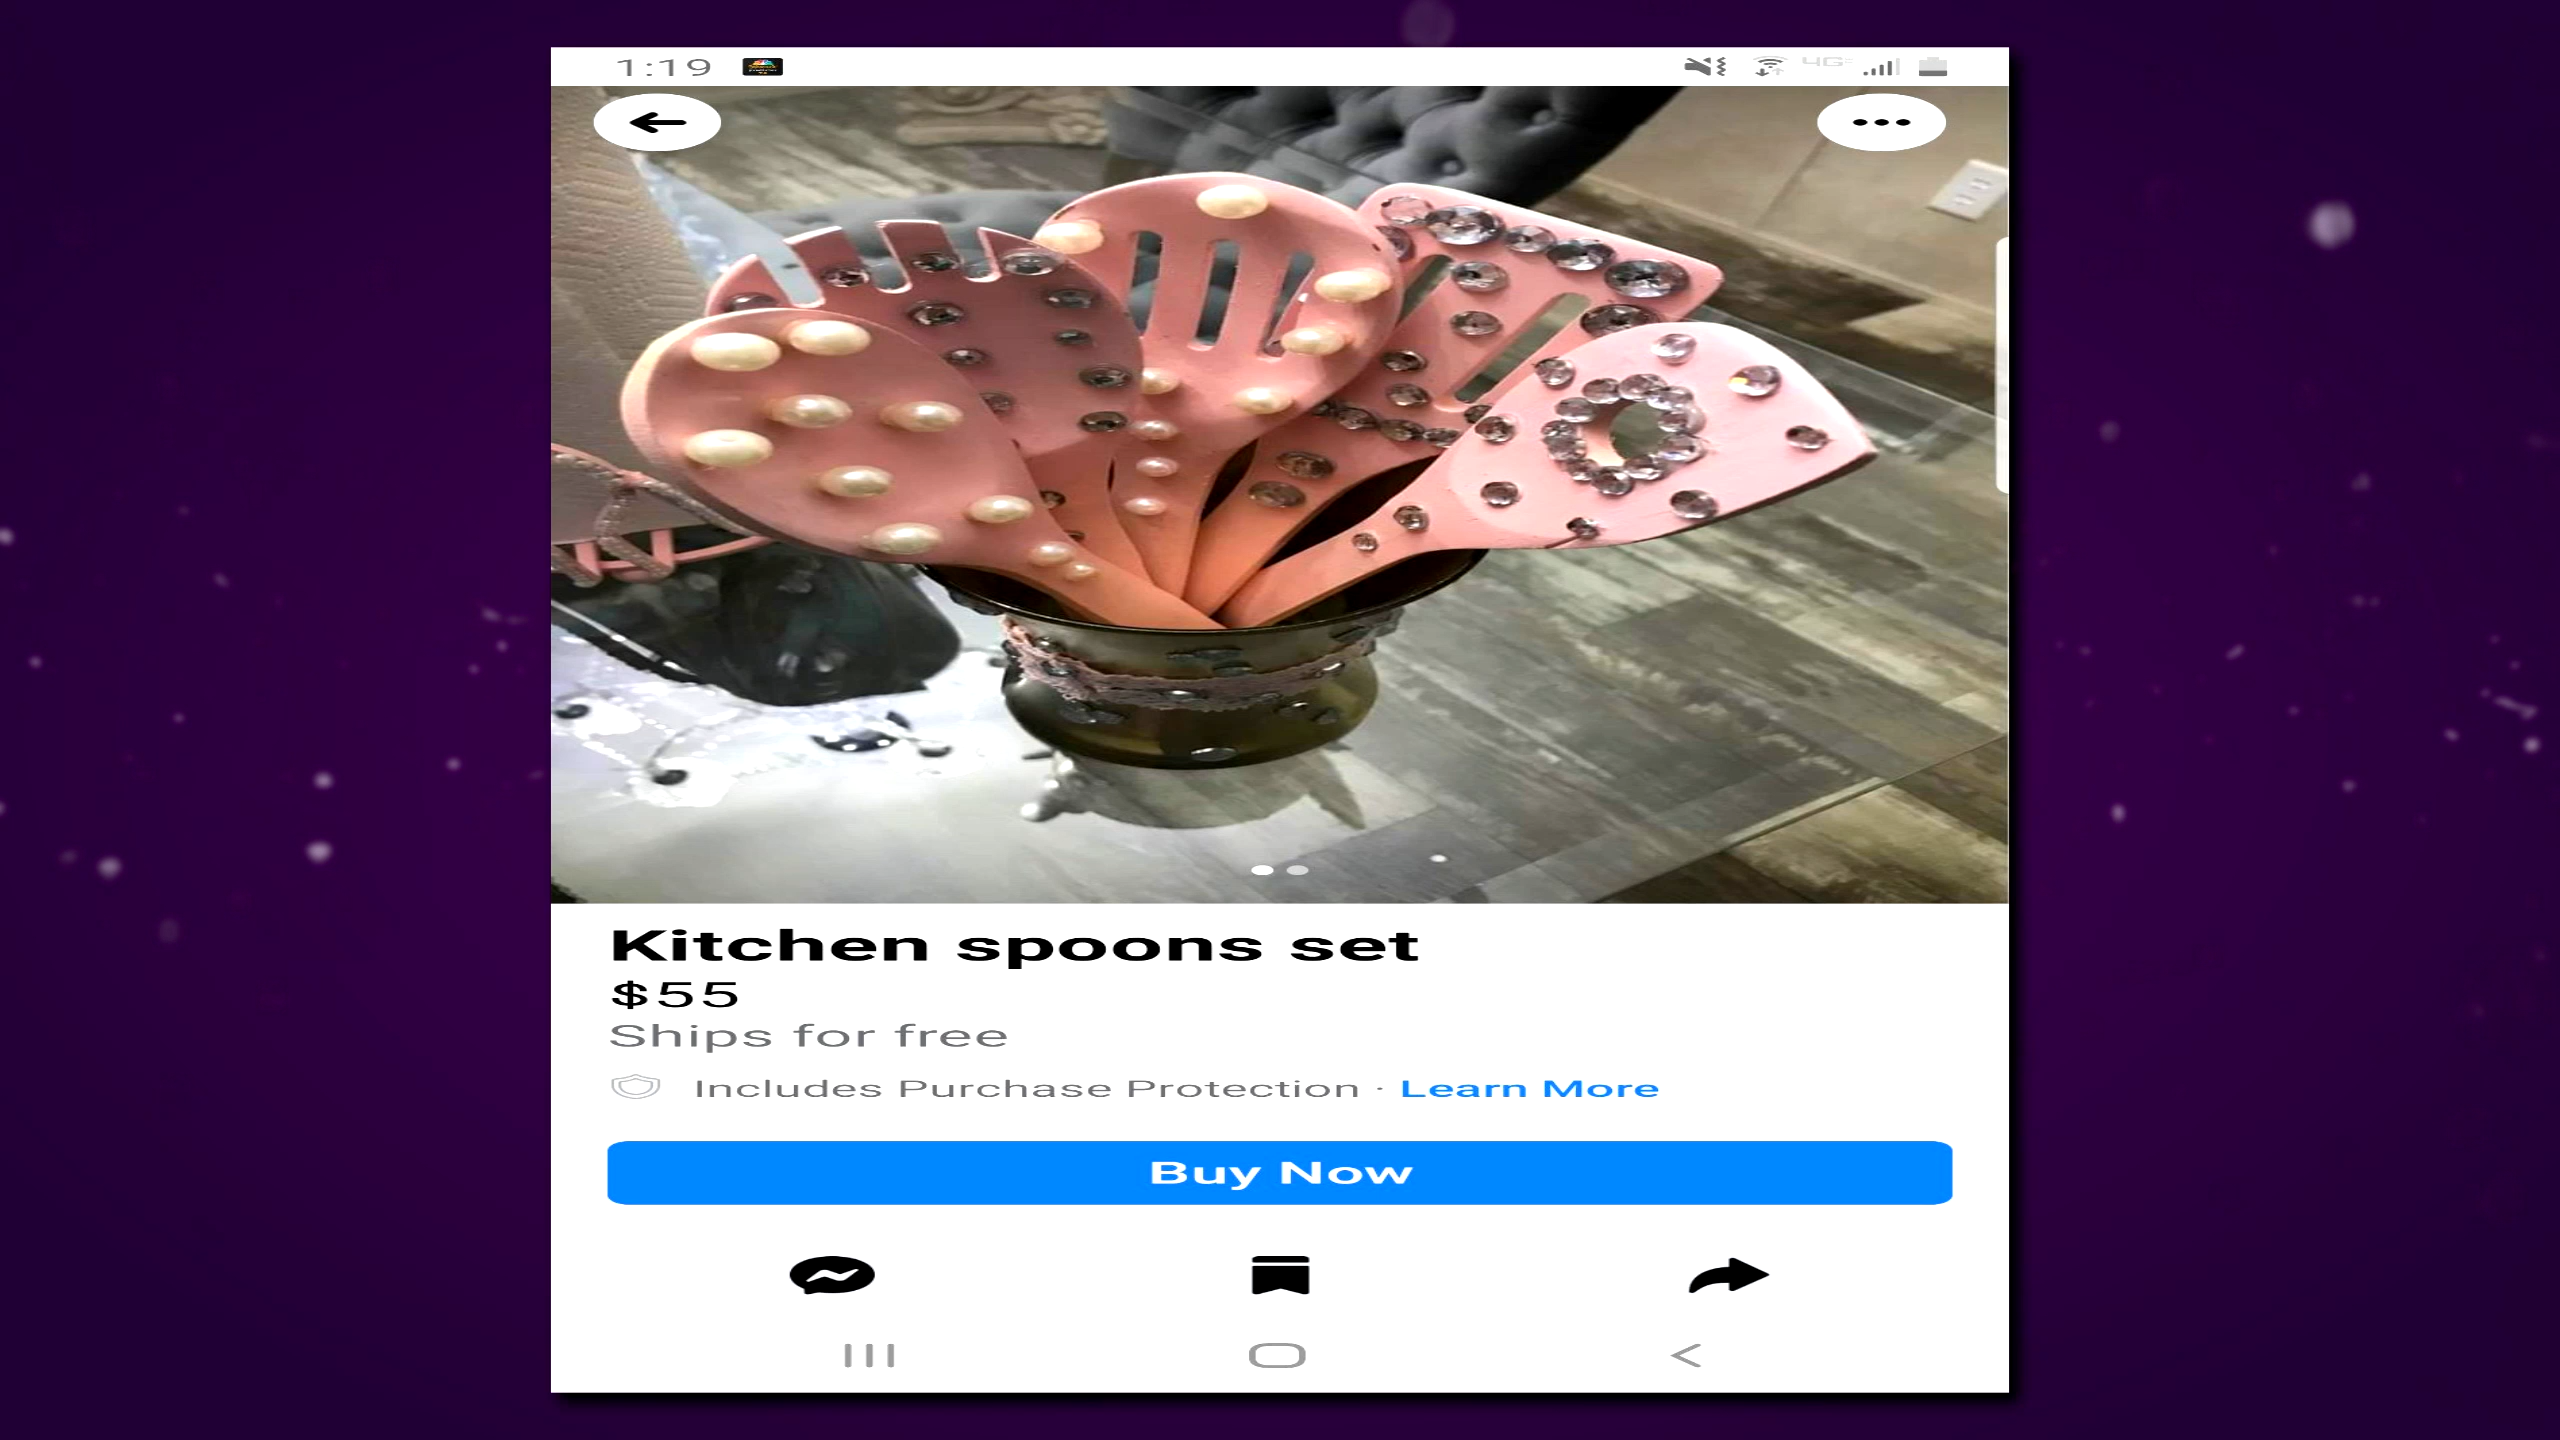 1:19
Kitchen spoons set
$55
Ships for free
Includes Purchase Protection · Learn More
Buy Now